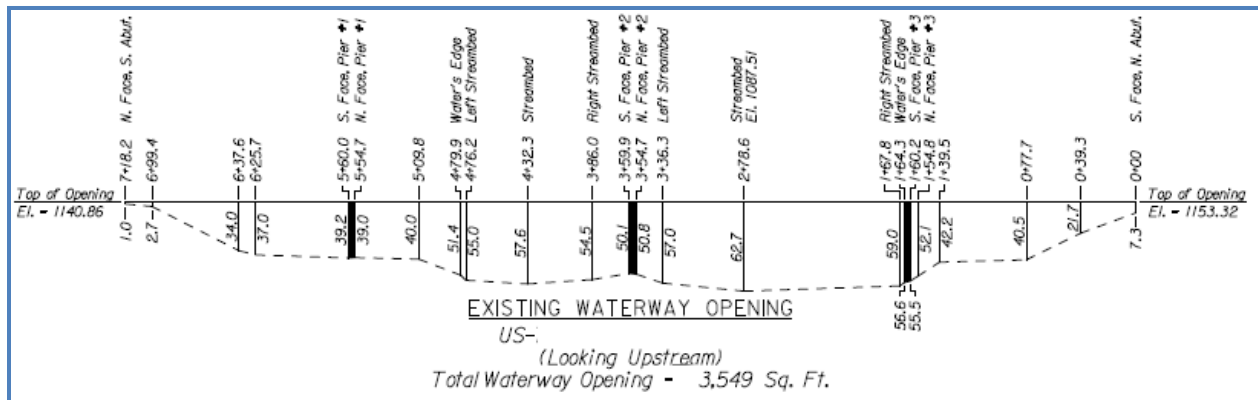 N. Face, S. Abut.
S. Face, Pier #1
N. Face, Pier #1
Water's Edge
Left Streambed
Streambed
Right Streambed
S. Face, Pier #2
N. Face, Pier #2
Left Streambed
Streambed
El. 1087.51
Right Streambed
Water's Edge
S. Face, Pier #3
N. Face, Pier #3
S. Face, N. Abut.
7+18.2
6+99.4
6+37.6
6+25.7
5+60.0
5+54.7
5+09.8
4+79.9
4+76.2
4+32.3
3+86.0
3+59.9
3+54.7
3+36.3
2+78.6
1+67.8
1+64.3
1+60.2
1+54.8
1+39.5
0+77.7
0+39.3
0+00
Top of Opening
El. - 1140.86
Top of Opening
El. - 1153.32
1.0
2.7
34.0
37.0
39.2
39.0
40.0
51.4
55.0
57.6
54.5
50.1
50.8
57.0
62.7
59.0
56.6
55.5
52.1
42.2
40.5
21.7
7.3
EXISTING WATERWAY OPENING
US-
(Looking Upstream)
Total Waterway Opening - 3,549 Sq. Ft.